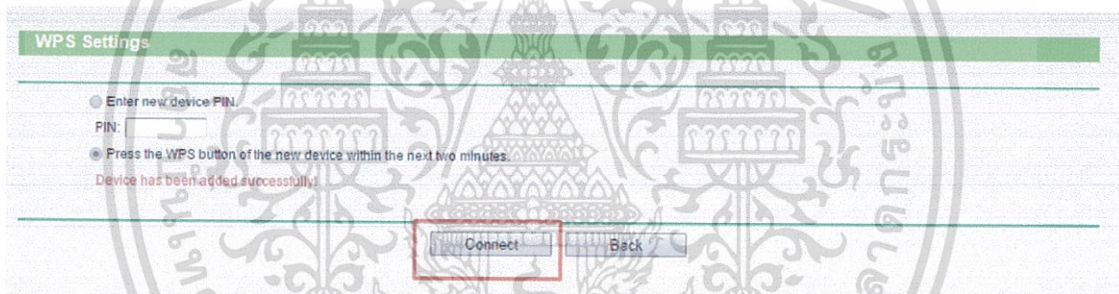 WPS Settings
Enter new device PIN.
PIN:
Press the WPS button of the new device within the next two minutes.
Device has been added successfully!
Connect Back